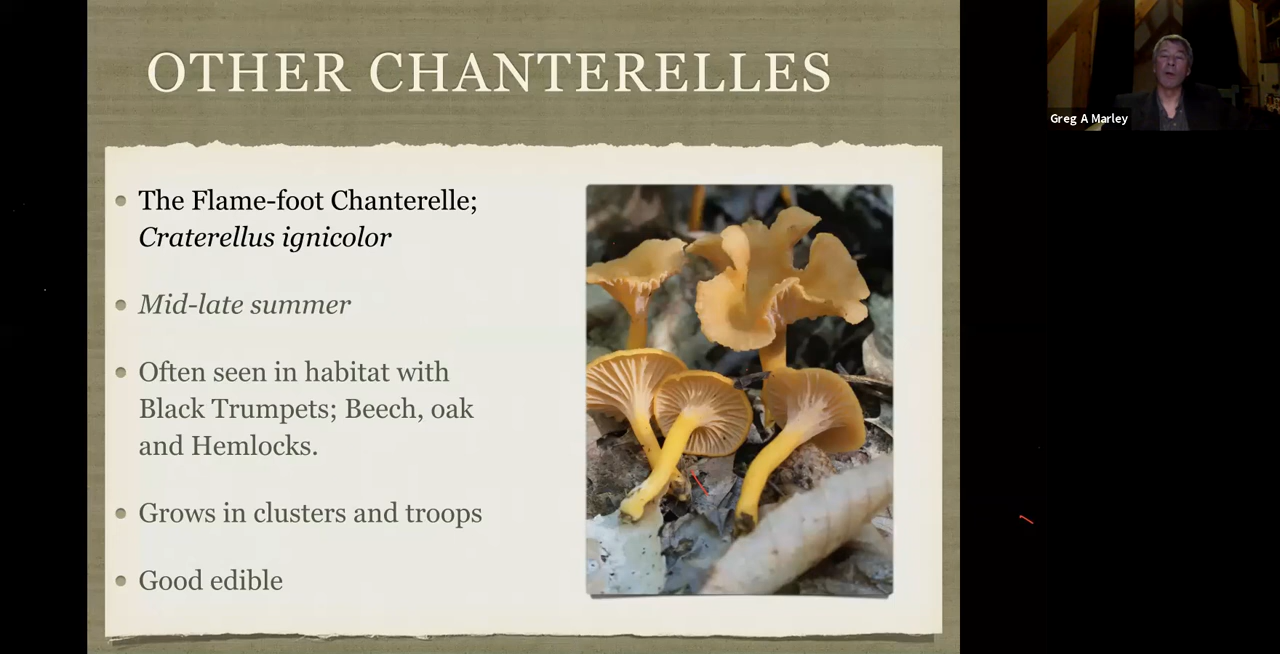 OTHER CHANTERELLES
Greg A Marley
The Flame-foot Chanterelle;
Craterellus ignicolor
Mid-late summer
Often seen in habitat with
Black Trumpets; Beech, oak
and Hemlocks.
Grows in clusters and troops
Good edible